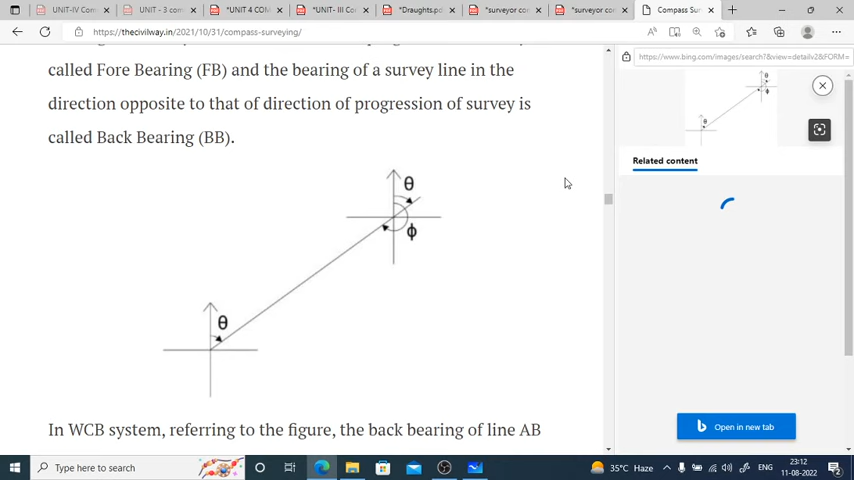 UNIT-IV Com
UNIT - 3 com
*UNIT 4 COM
*UNIT- III Co
*Draughts.po
*surveyor co
*surveyor co
Compass Sur
https://thecivilway.in/2021/10/31/compass-surveying/
https://www.bing.com/images/search?view=detailv2&iss=FORM=
called Fore Bearing (FB) and the bearing of a survey line in the
direction opposite to that of direction of progression of survey is
called Back Bearing (BB).
θ
ϕ
θ
In WCB system, referring to the figure, the back bearing of line AB
θ
ϕ
θ
Related content
Open in new tab
Type here to search
35°C Haze
ENG
23:12
11-08-2022
2